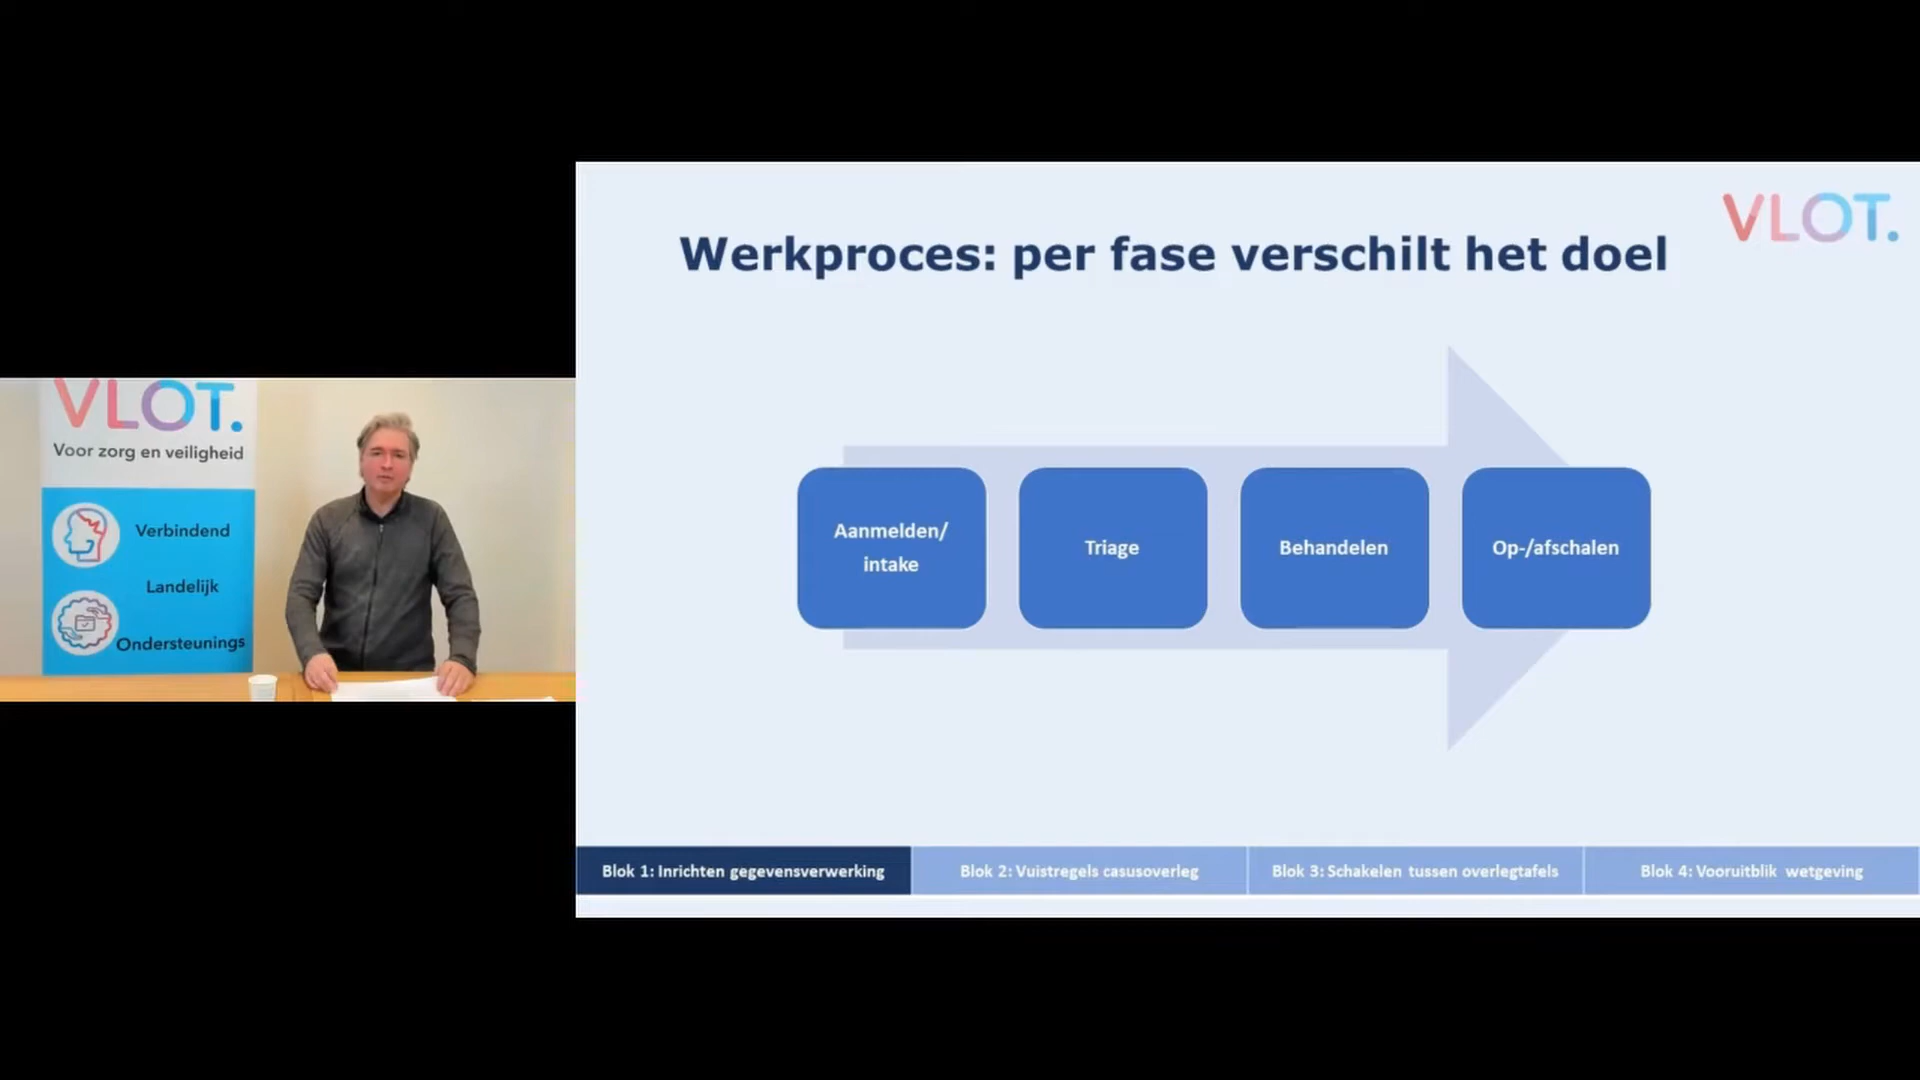 VLOT.
Voor zorg en veiligheid
Verbindend
Landelijk
Ondersteunings
VLOT.
Werkproces: per fase verschilt het doel
Aanmelden/
intake
Triage
Behandelen
Op-/afschalen
Blok 1: Inrichten gegevensverwerking
Blok 2: Vuistregels casusoverleg
Blok 3: Schakelen tussen overlegtafels
Blok 4: Vooruitblik wetgeving